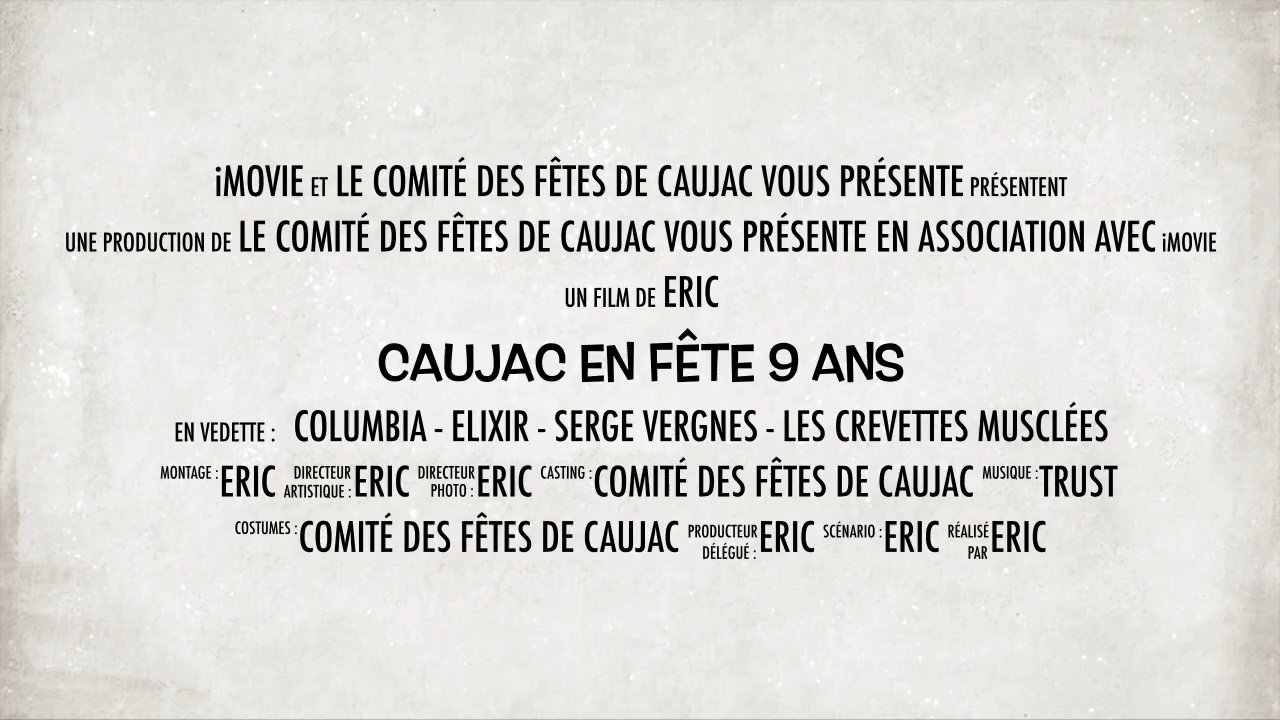 iMOVIE ET LE COMITÉ DES FÊTES DE CAUJAC VOUS PRÉSENTE PRÉSENTENT
UNE PRODUCTION DE LE COMITÉ DES FÊTES DE CAUJAC VOUS PRÉSENTE EN ASSOCIATION AVEC iMOVIE
UN FILM DE ERIC
CAUJAC EN FÊTE 9 ANS
EN VEDETTE : COLUMBIA - ELIXIR - SERGE VERGNES - LES CREVETTES MUSCLÉES
MONTAGE : ERIC DIRECTEUR ARTISTIQUE : ERIC DIRECTEUR PHOTO : ERIC CASTING : COMITÉ DES FÊTES DE CAUJAC MUSIQUE : TRUST
COSTUMES : COMITÉ DES FÊTES DE CAUJAC PRODUCTEUR DÉLÉGUÉ : ERIC SCÉNARIO : ERIC RÉALISÉ PAR ERIC